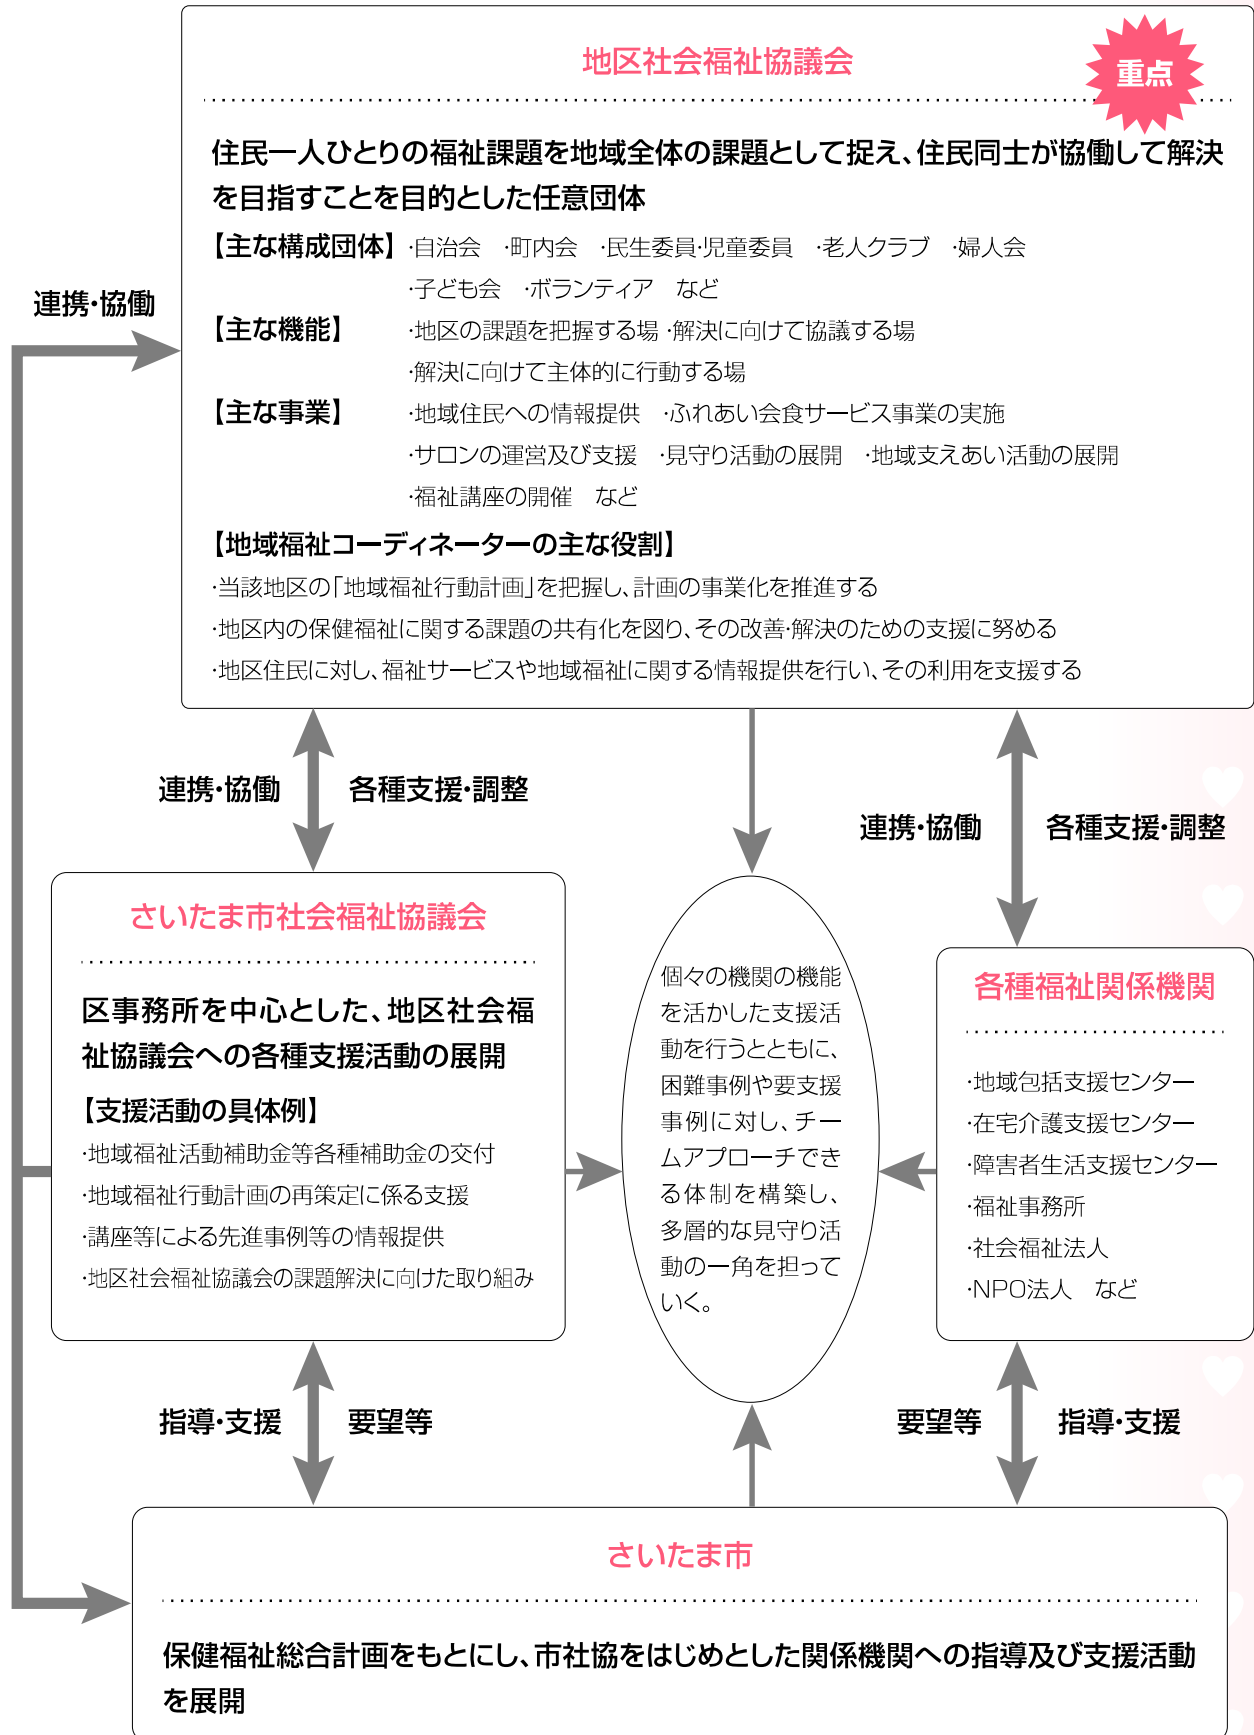 地区社会福祉協議会
重点
住民一人ひとりの福祉課題を地域全体の課題として捉え、住民同士が協働して解決
を目指すことを目的とした任意団体
【主な構成団体】 ・自治会　・町内会　・民生委員・児童委員　・老人クラブ　・婦人会
・子ども会　・ボランティア　など
【主な機能】 ・地区の課題を把握する場 ・解決に向けて協議する場
・解決に向けて主体的に行動する場
【主な事業】 ・地域住民への情報提供　・ふれあい会食サービス事業の実施
・サロンの運営及び支援　・見守り活動の展開　・地域支えあい活動の展開
・福祉講座の開催　など
【地域福祉コーディネーターの主な役割】
・当該地区の「地域福祉行動計画」を把握し、計画の事業化を推進する
・地区内の保健福祉に関する課題の共有化を図り、その改善・解決のための支援に努める
・地区住民に対し、福祉サービスや地域福祉に関する情報提供を行い、その利用を支援する
連携・協働
連携・協働　各種支援・調整
連携・協働　各種支援・調整
さいたま市社会福祉協議会
区事務所を中心とした、地区社会福
祉協議会への各種支援活動の展開
【支援活動の具体例】
・地域福祉活動補助金等各種補助金の交付
・地域福祉行動計画の再策定に係る支援
・講座等による先進事例等の情報提供
・地区社会福祉協議会の課題解決に向けた取り組み
個々の機関の機能
を活かした支援活
動を行うとともに、
困難事例や要支援
事例に対し、チー
ムアプローチでき
る体制を構築し、
多層的な見守り活
動の一角を担って
いく。
各種福祉関係機関
・地域包括支援センター
・在宅介護支援センター
・障害者生活支援センター
・福祉事務所
・社会福祉法人
・NPO法人　など
指導・支援　要望等
要望等　指導・支援
さいたま市
保健福祉総合計画をもとにし、市社協をはじめとした関係機関への指導及び支援活動
を展開